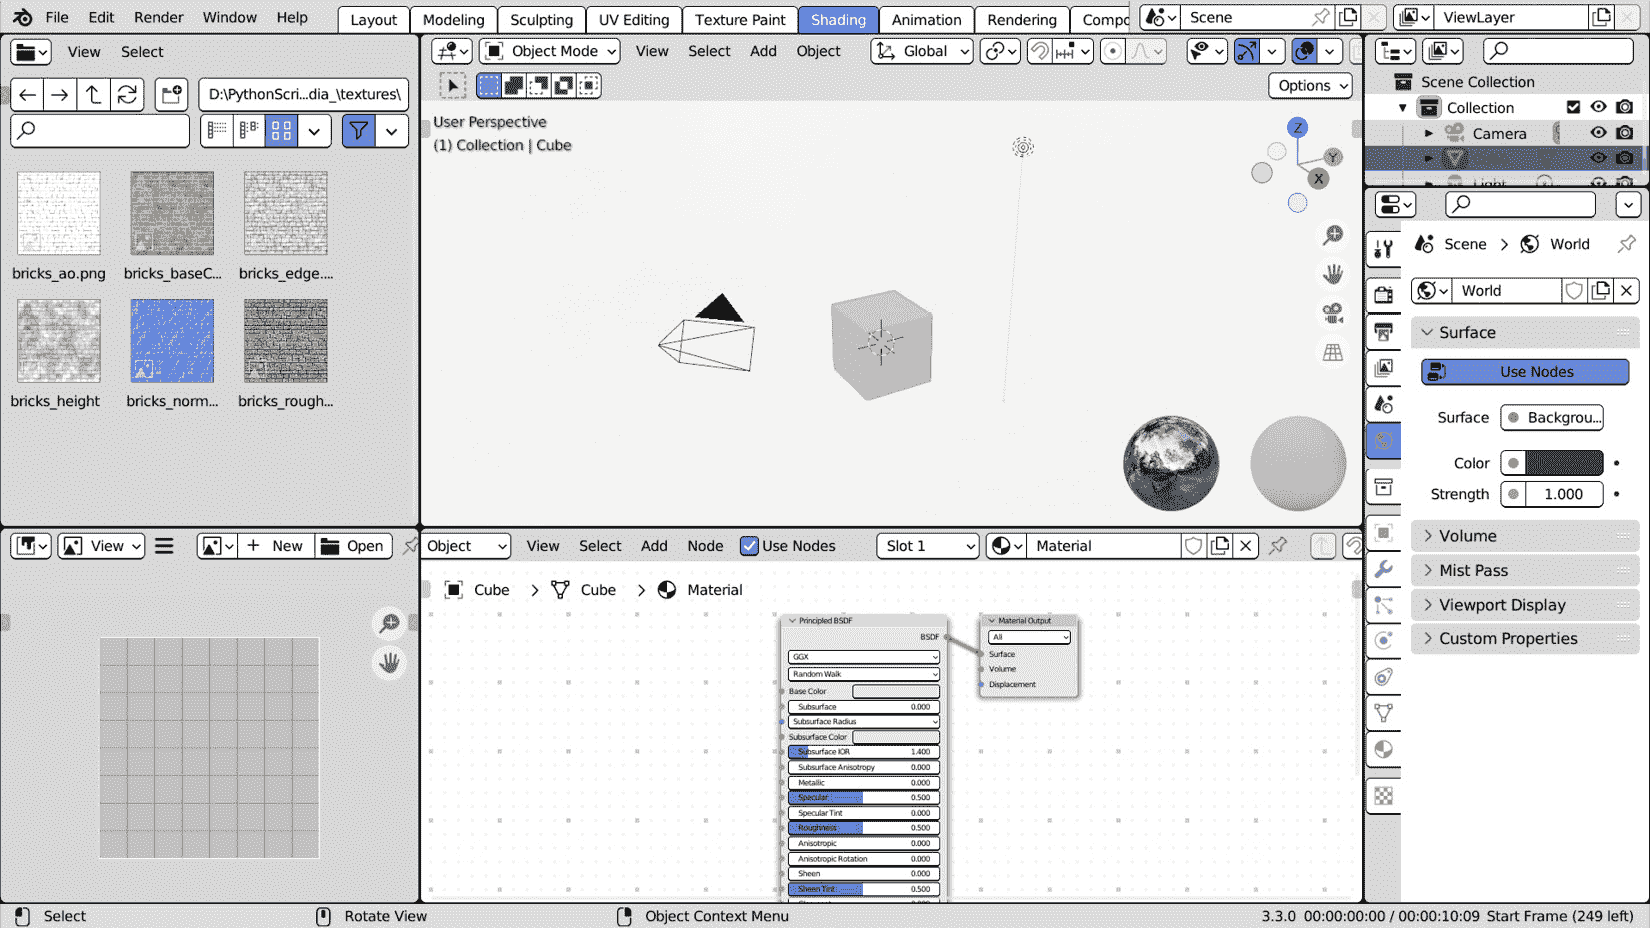 File Edit Render Window Help
Layout Modeling Sculpting UV Editing Texture Paint Shading Animation Rendering Compo
Scene
ViewLayer
View Select
Object Mode View Select Add Object
Global
D:\PythonScri...dia_\textures\
Options
User Perspective
(1) Collection | Cube
Z
Y
X
bricks_ao.png bricks_baseC... bricks_edge....
bricks_height bricks_norm... bricks_rough...
Scene Collection
Collection
Camera
Light
Scene World
World
Surface
Use Nodes
Surface Backgrou...
Color
Strength 1.000
Volume
Mist Pass
Viewport Display
Custom Properties
View New Open
Object View Select Add Node Use Nodes Slot 1 Material
Cube Cube Material
Principled BSDF
BSDF
GGX
Random Walk
Base Color
Subsurface 0.000
Subsurface Radius
Subsurface Color
Subsurface IOR 1.400
Subsurface Anisotropy 0.000
Metallic 0.000
Specular 0.500
Specular Tint 0.000
Roughness 0.500
Anisotropic 0.000
Anisotropic Rotation 0.000
Sheen 0.000
Sheen Tint 0.500
Material Output
All
Surface
Volume
Displacement
Select Rotate View Object Context Menu
3.3.0 00:00:00:00 / 00:00:10:09 Start Frame (249 left)